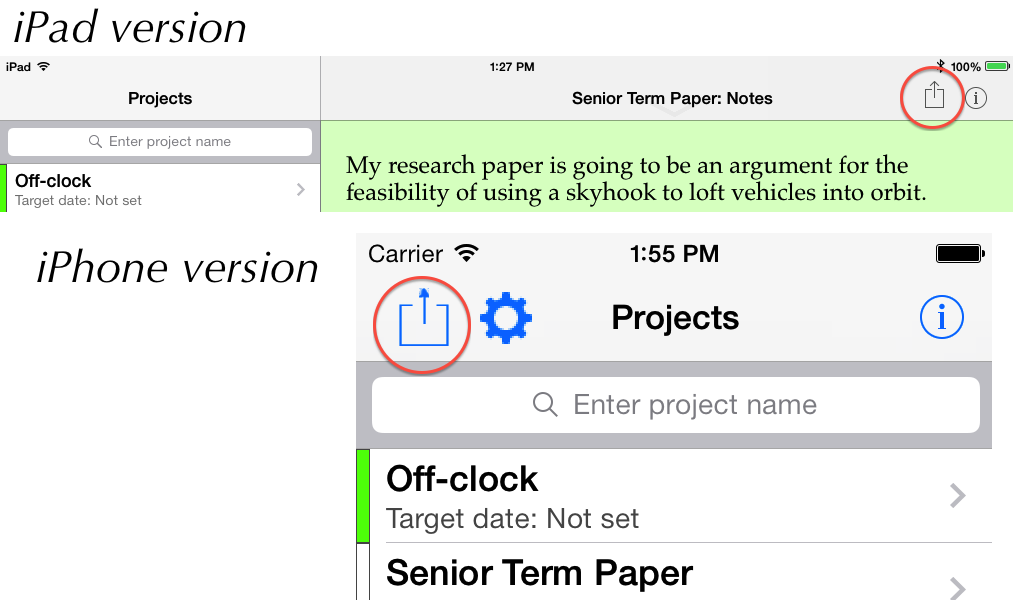 iPad version
iPad 1:27 PM 100%
Projects Senior Term Paper: Notes i
Enter project name
My research paper is going to be an argument for the
feasibility of using a skyhook to loft vehicles into orbit.
Off-clock
Target date: Not set
iPhone version
Carrier 1:55 PM
Projects i
Enter project name
Off-clock
Target date: Not set
Senior Term Paper